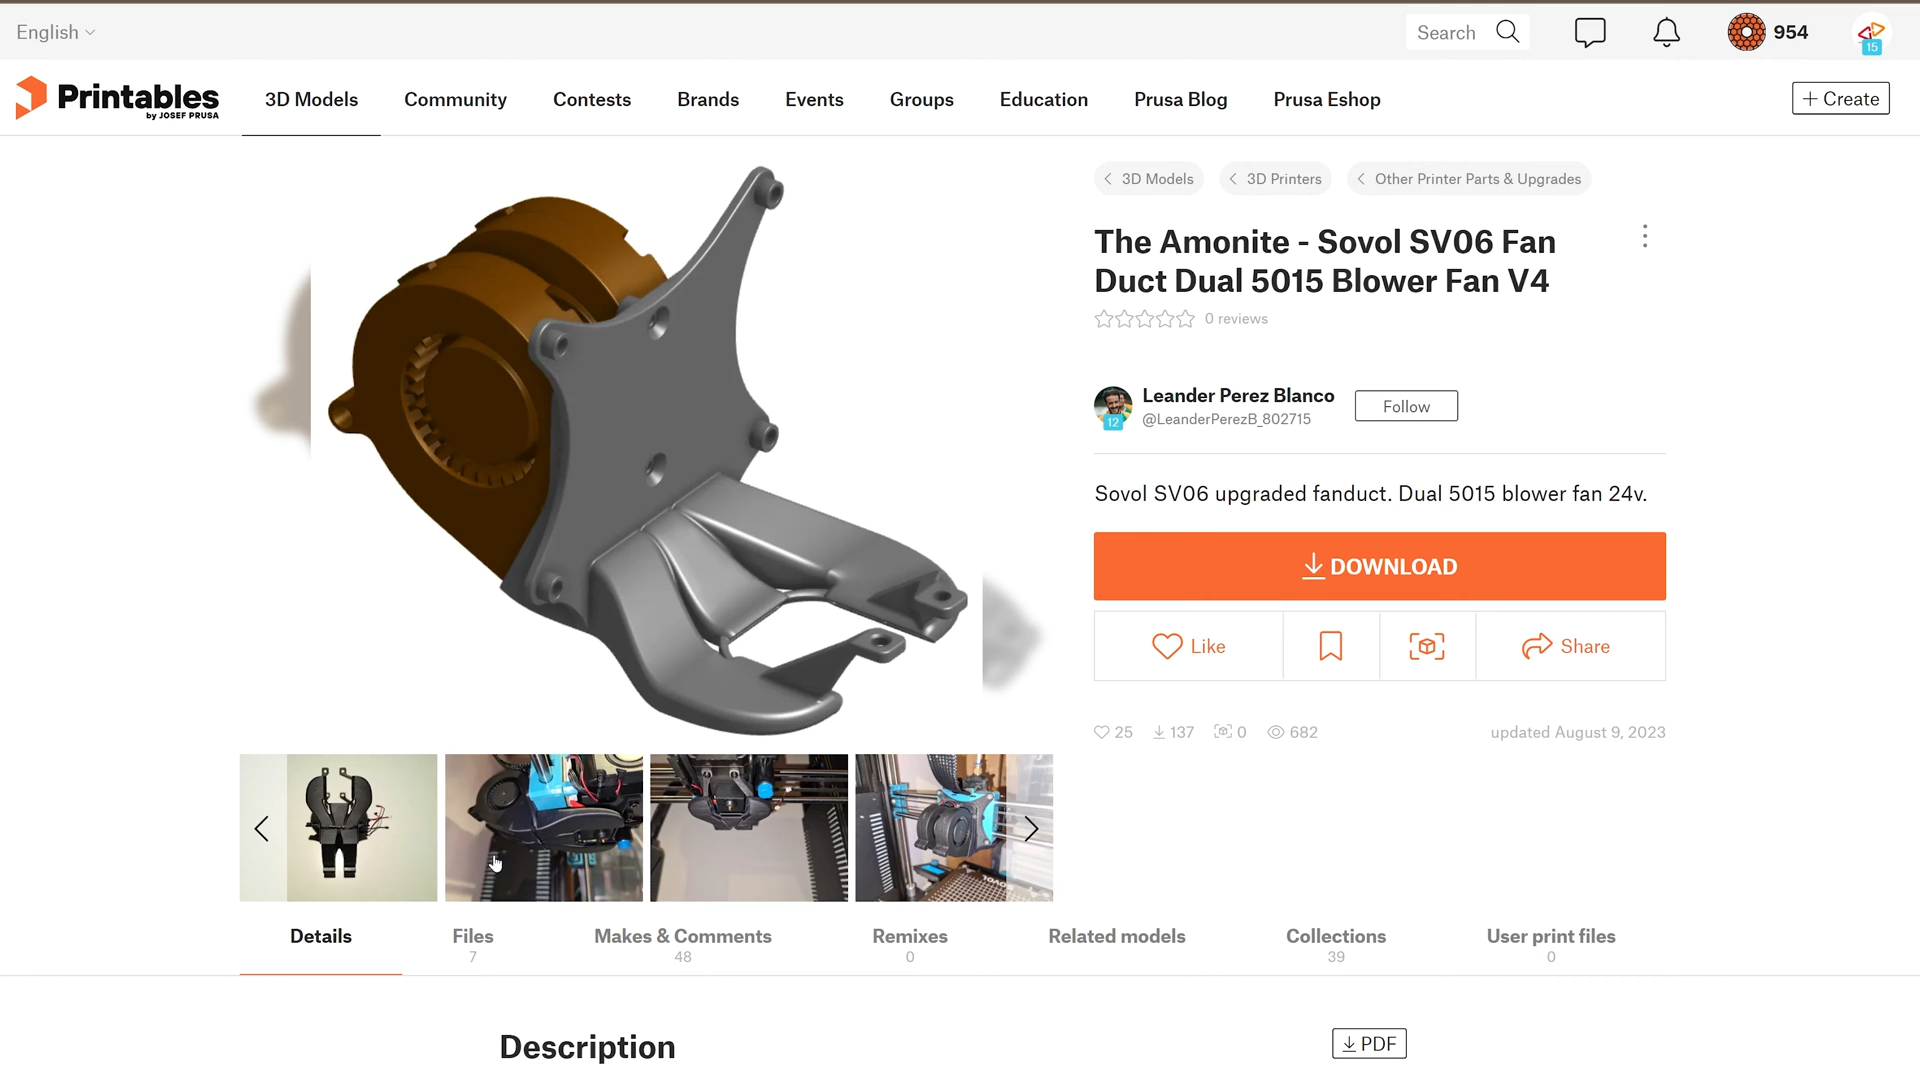 English
Search
954
15
Printables
by JOSEF PRUSA
3D Models
Community
Contests
Brands
Events
Groups
Education
Prusa Blog
Prusa Eshop
+ Create
3D Models
3D Printers
Other Printer Parts & Upgrades
The Amonite - Sovol SV06 Fan
Duct Dual 5015 Blower Fan V4
0 reviews
Leander Perez Blanco
@LeanderPerezB_802715
12
Follow
Sovol SV06 upgraded fanduct. Dual 5015 blower fan 24v.
DOWNLOAD
Like
Share
25
137
0
682
updated August 9, 2023
Details
Files
7
Makes & Comments
48
Remixes
0
Related models
Collections
39
User print files
0
Description
PDF